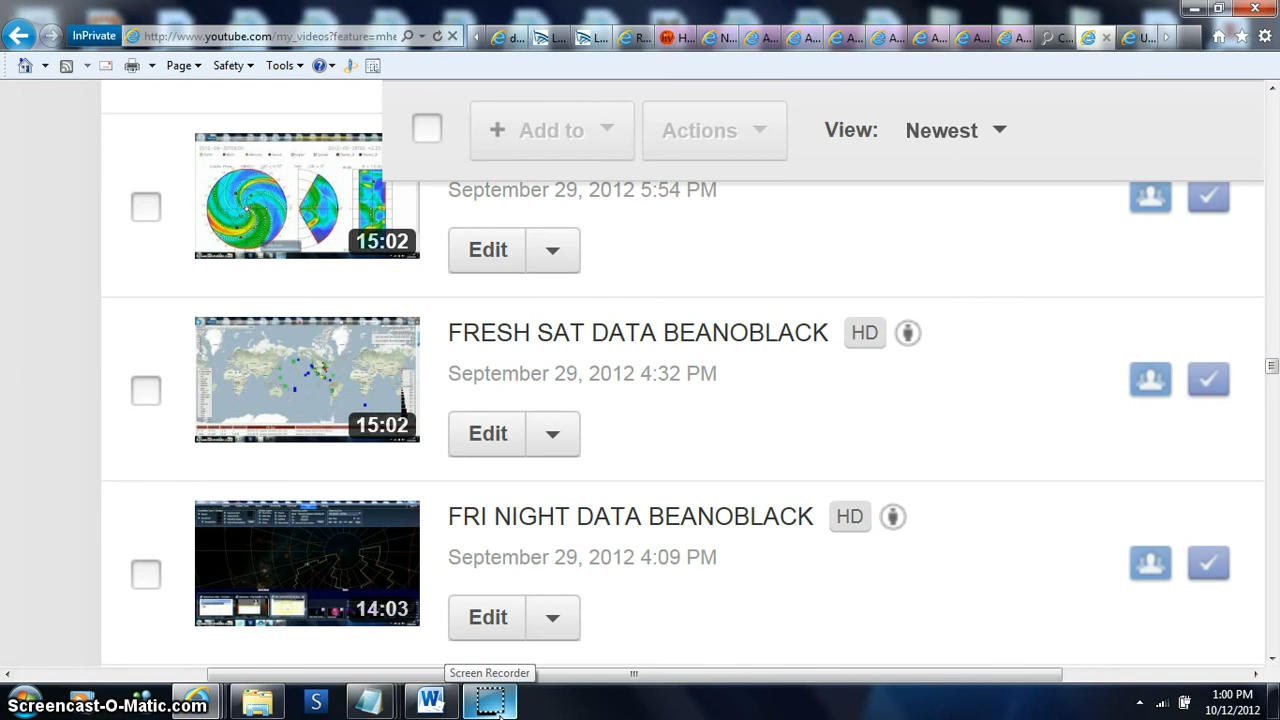 InPrivate
http://www.youtube.com/my_videos?feature=mhe
d...
L...
L...
R...
H...
N...
A...
A...
A...
A...
A...
A...
A...
C...
U...
Page
Safety
Tools
+ Add to
Actions
View:
Newest
15:02
September 29, 2012 5:54 PM
Edit
15:02
FRESH SAT DATA BEANOBLACK HD
September 29, 2012 4:32 PM
Edit
14:03
FRI NIGHT DATA BEANOBLACK HD
September 29, 2012 4:09 PM
Edit
Screen Recorder
Screencast-O-Matic.com
S
W
1:00 PM
10/12/2012